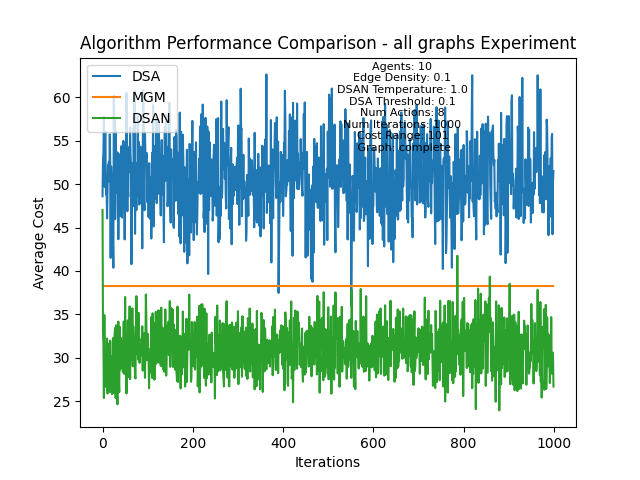 Algorithm Performance Comparison - all graphs Experiment
DSA
MGM
DSAN
Agents: 10
Edge Density: 0.1
DSAN Temperature: 1.0
DSA Threshold: 0.1
Num Actions: 8
Num Iterations: 1000
Cost Range: 101
Graph: complete
Average Cost
60
55
50
45
40
35
30
25
0
200
400
600
800
1000
Iterations